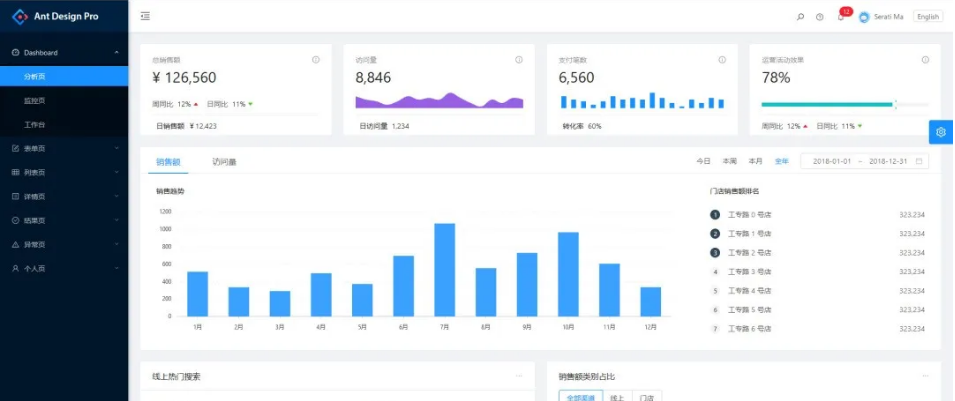 Ant Design Pro
12
Serati Ma
English
Dashboard
分析页
监控页
工作台
表单页
列表页
详情页
结果页
异常页
个人页
总销售额
¥ 126,560
周同比 12% 日同比 11%
日销售额 ¥ 12,423
访问量
8,846
日访问量 1,234
支付笔数
6,560
转化率 60%
运营活动效果
78%
周同比 12% 日同比 11%
销售额 访问量
今日 本周 本月 全年 2018-01-01 ~ 2018-12-31
销售趋势
1200
1000
800
600
400
200
0
1月 2月 3月 4月 5月 6月 7月 8月 9月 10月 11月 12月
门店销售额排名
1 工专路 0 号店 323,234
2 工专路 1 号店 323,234
3 工专路 2 号店 323,234
4 工专路 3 号店 323,234
5 工专路 4 号店 323,234
6 工专路 5 号店 323,234
7 工专路 6 号店 323,234
线上热门搜索
销售额类别占比
全部渠道 线上 门店